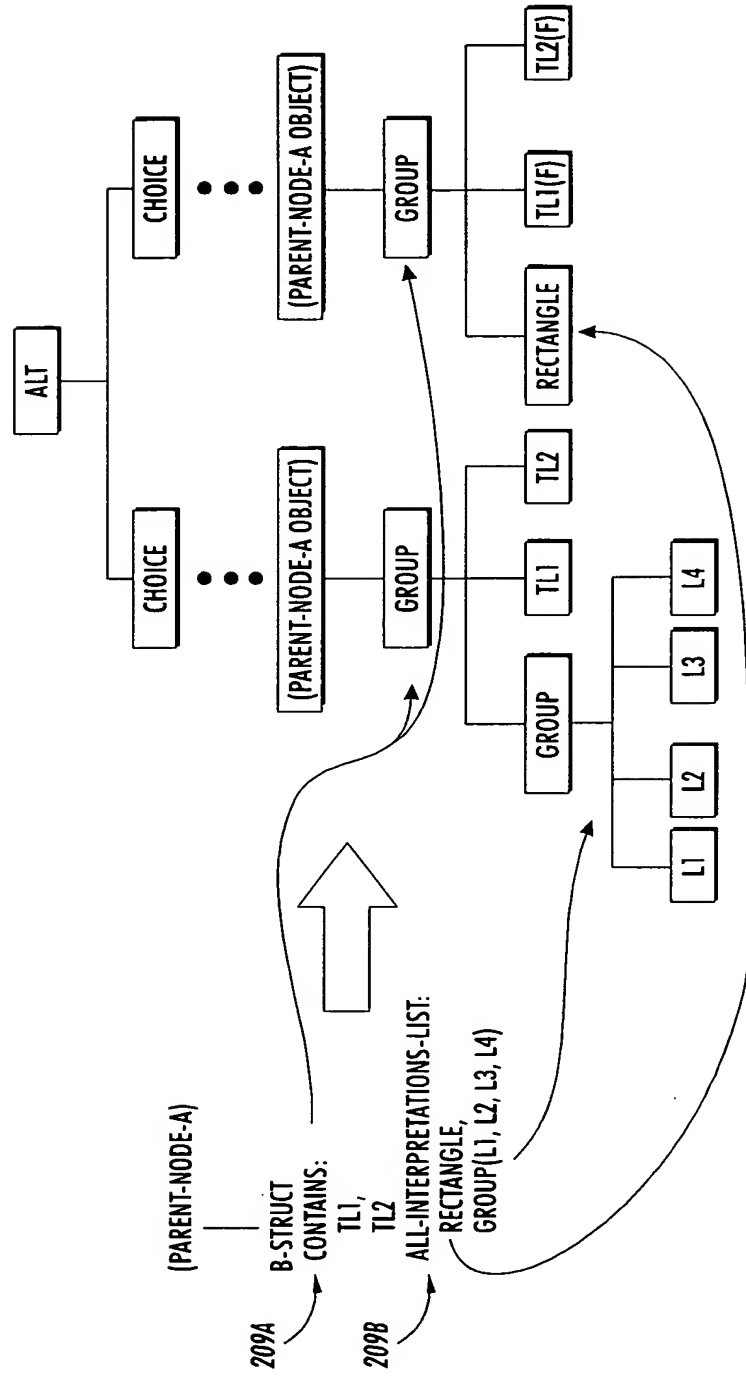 (PARENT-NODE-A)
209A
B-STRUCT
CONTAINS:
TL1,
TL2
209B
ALL-INTERPRETATIONS-LIST:
RECTANGLE,
GROUP(L1, L2, L3, L4)
ALT
CHOICE
CHOICE
(PARENT-NODE-A OBJECT)
(PARENT-NODE-A OBJECT)
GROUP
GROUP
GROUP
TL1
TL2
RECTANGLE
TL1(F)
TL2(F)
L1
L2
L3
L4